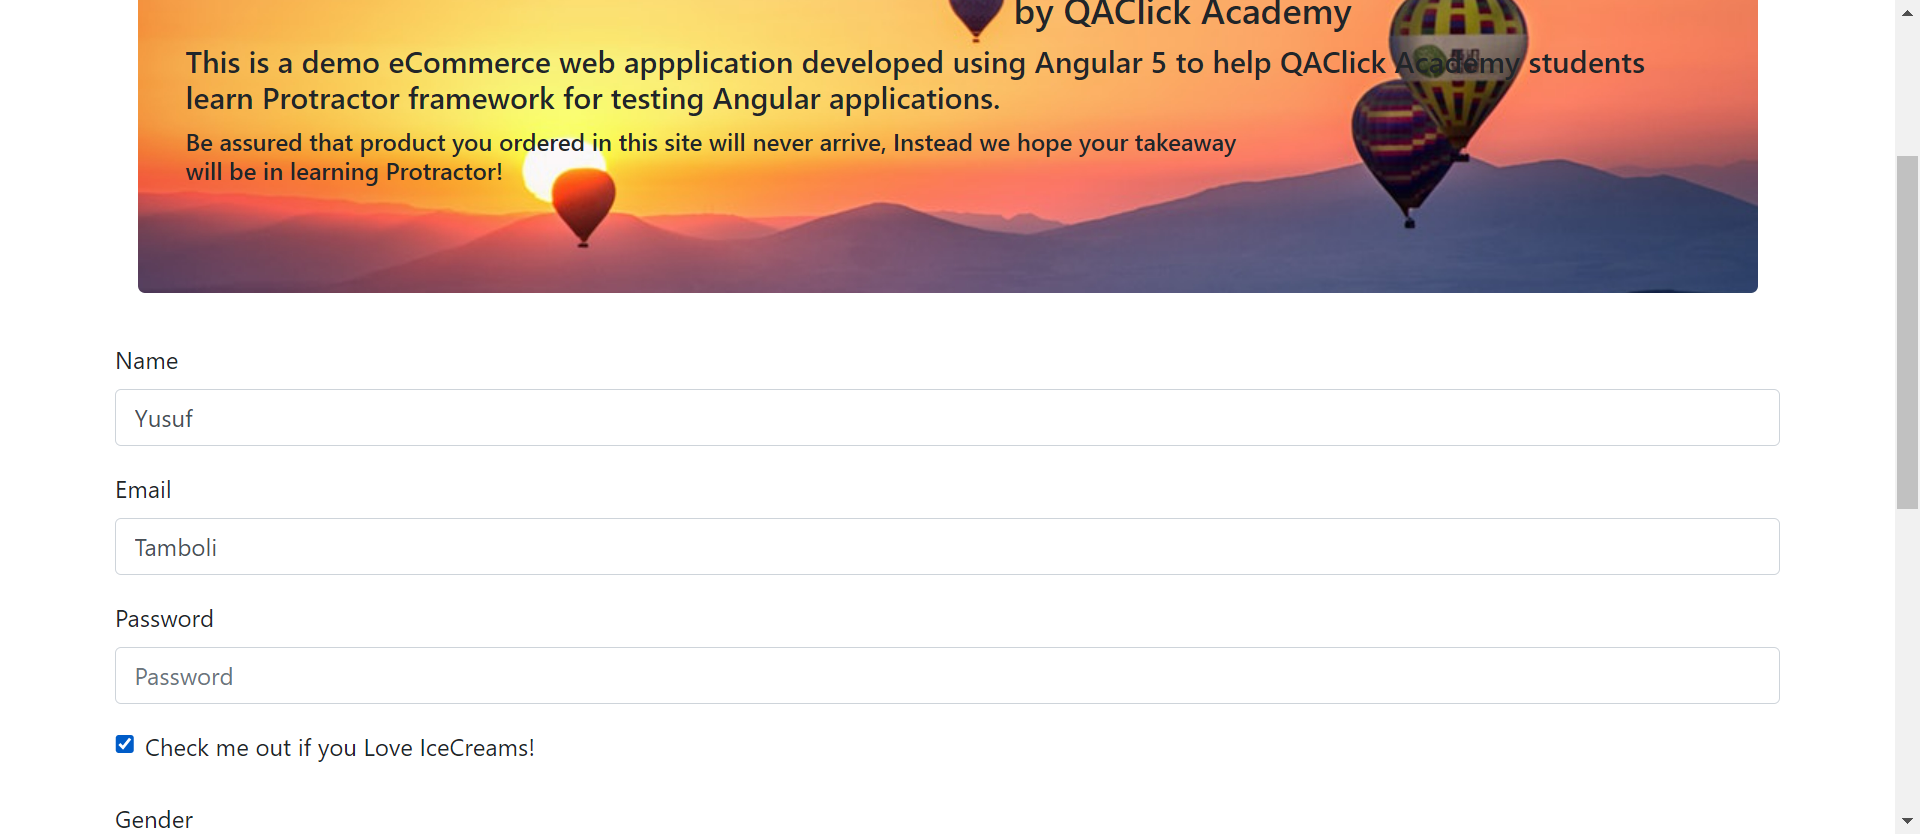 by QAClick Academy
This is a demo eCommerce web appplication developed using Angular 5 to help QAClick Academy students
learn Protractor framework for testing Angular applications.
Be assured that product you ordered in this site will never arrive, Instead we hope your takeaway
will be in learning Protractor!
Name
Yusuf
Email
Tamboli
Password
Password
Check me out if you Love IceCreams!
Gender